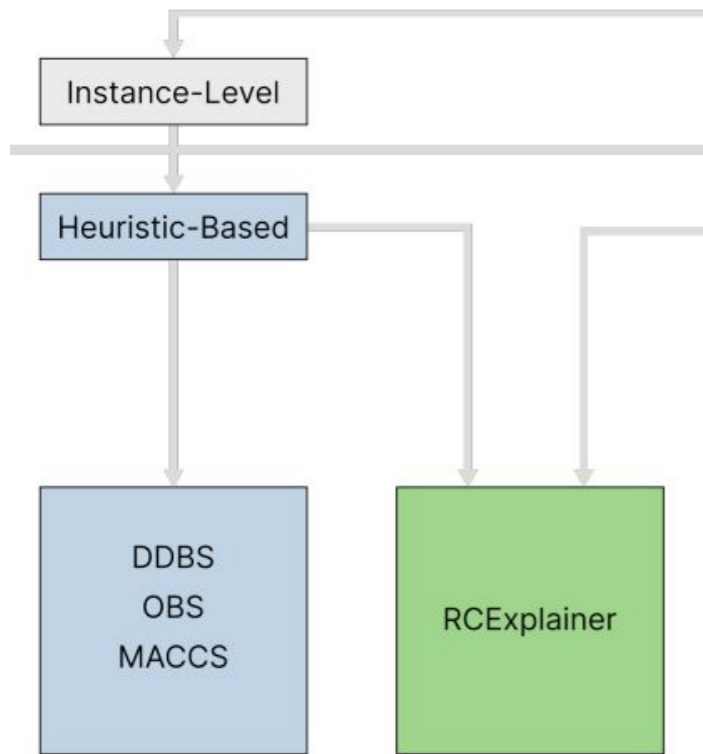 Instance-Level
Heuristic-Based
DDBS
OBS
MACCS
RCExplainer